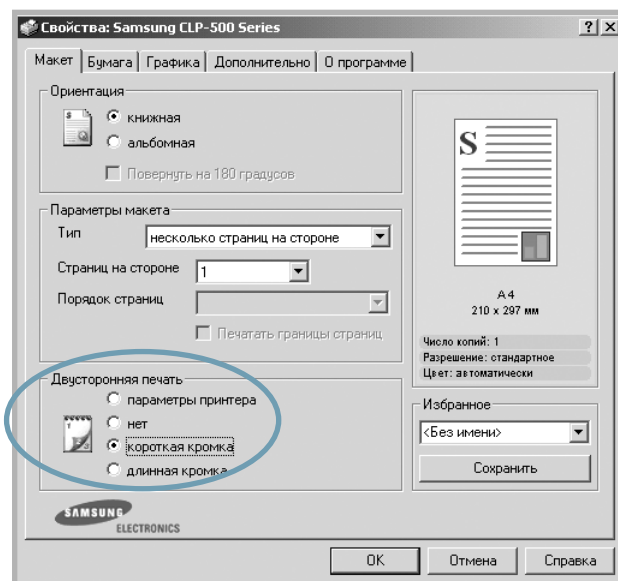 Свойства: Samsung CLP-500 Series
Макет Бумага Графика Дополнительно О программе
Ориентация
книжная
альбомная
Повернуть на 180 градусов
Параметры макета
Тип несколько страниц на стороне
Страниц на стороне 1
Порядок страниц
Печатать границы страниц
Двусторонняя печать
параметры принтера
нет
короткая кромка
длинная кромка
S
A4
210 x 297 мм
Число копий: 1
Разрешение: стандартное
Цвет: автоматически
Избранное
<Без имени>
Сохранить
SAMSUNG
ELECTRONICS
OK Отмена Справка